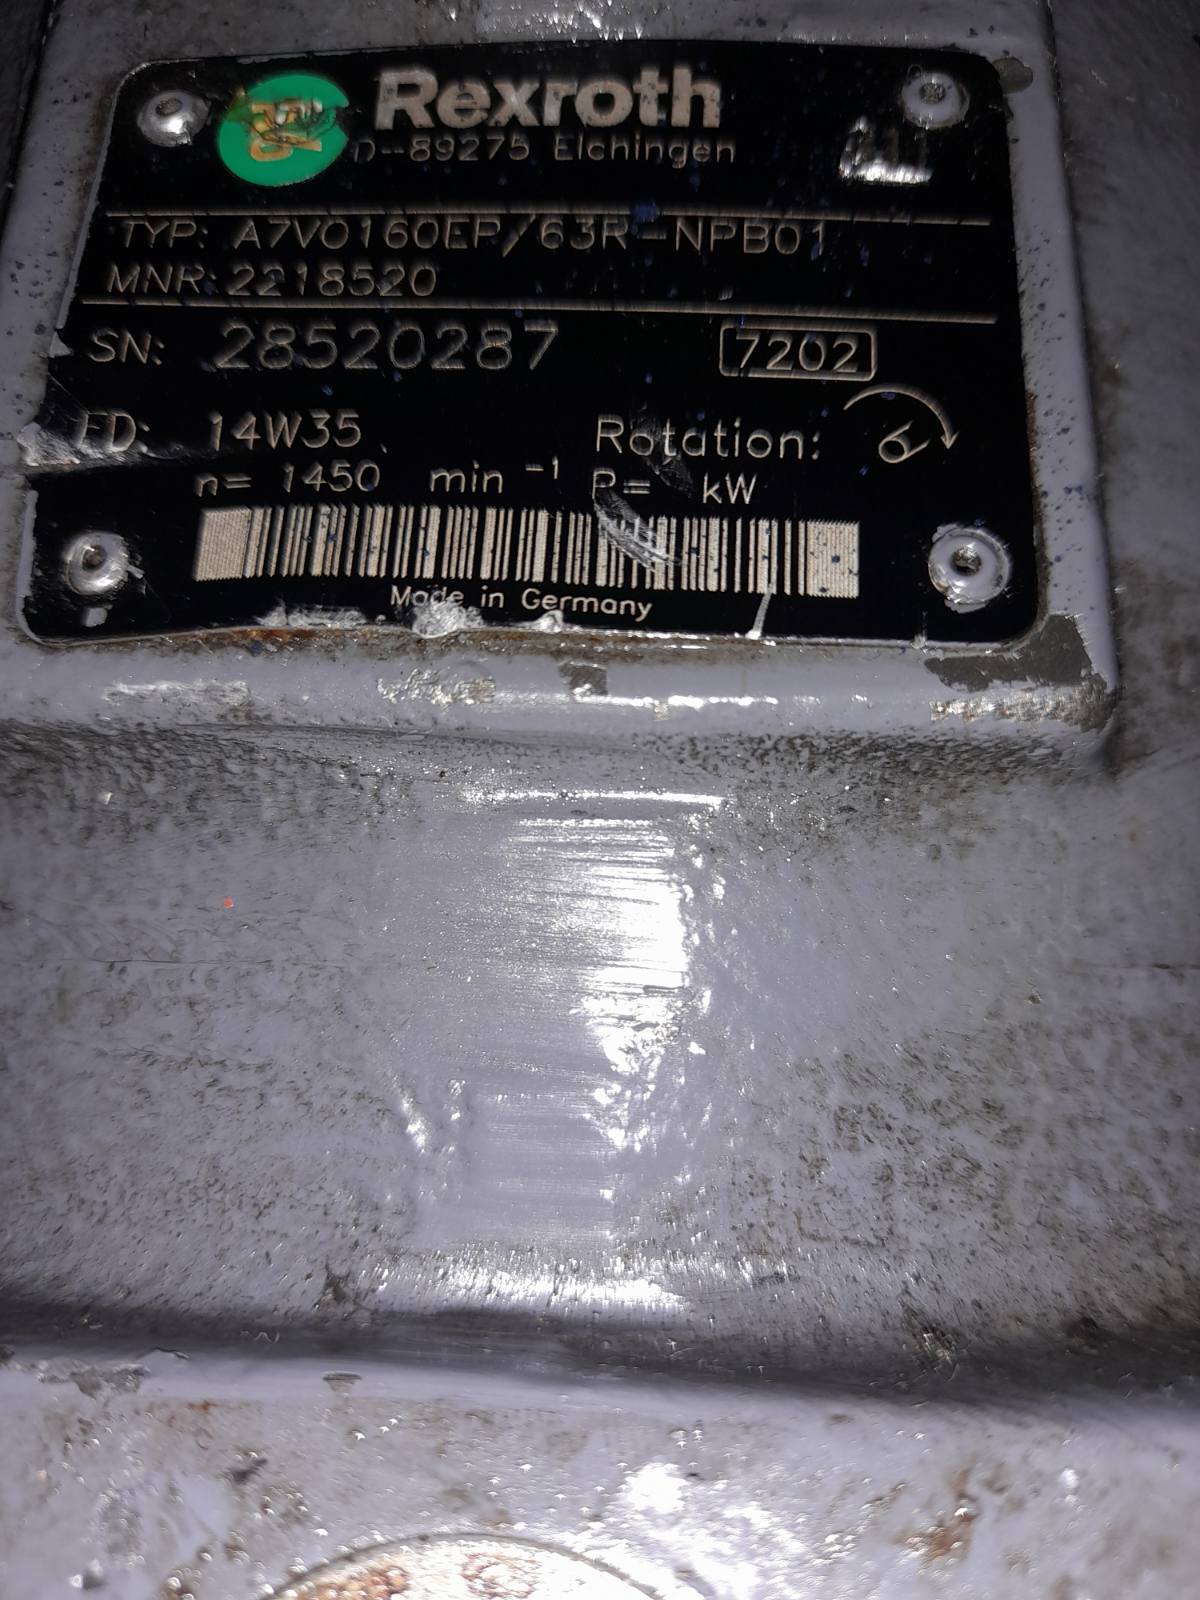 Rexroth
D-89275 Elchingen
TYP: A7VO160EP/63R-NPB01
MNR: 2218520
SN: 28520287 7202
FD: 14W35 Rotation:
n= 1450 min -1 P= kW
Made in Germany